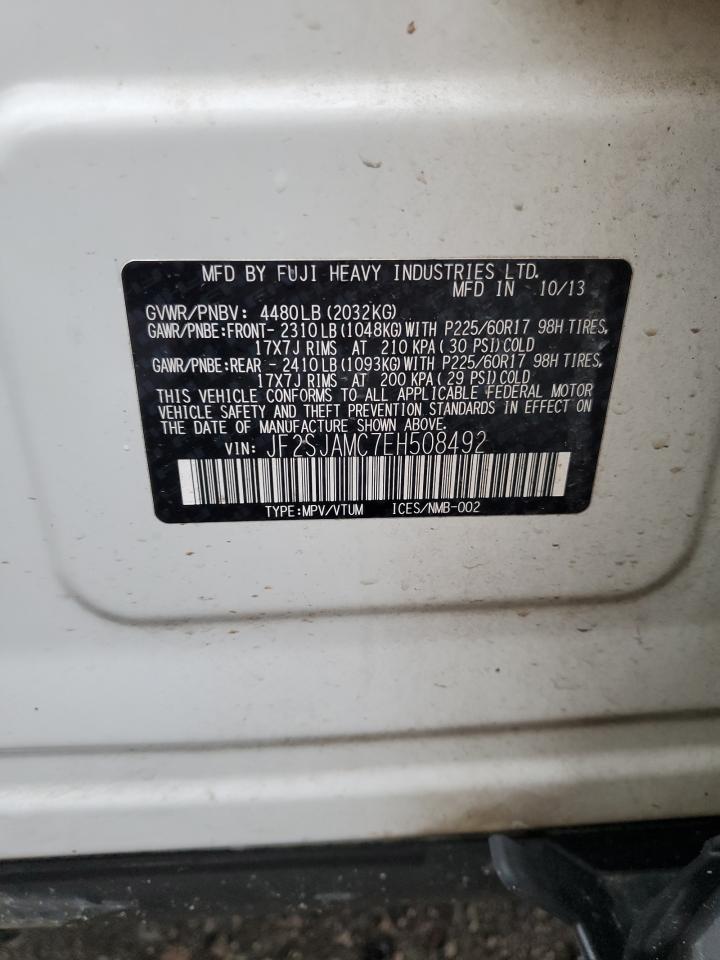 MFD BY FUJI HEAVY INDUSTRIES LTD.
MFD IN 10/13
GVWR/PNBV: 4480LB (2032KG)
GAWR/PNBE:FRONT- 2310LB(1048KG)WITH P225/60R17 98H TIRES,
17X7J RIMS AT 210 KPA (30 PSI)COLD
GAWR/PNBE:REAR - 2410LB(1093KG)WITH P225/60R17 98H TIRES,
17X7J RIMS AT 200 KPA (29 PSI)COLD
THIS VEHICLE CONFORMS TO ALL APPLICABLE FEDERAL MOTOR
VEHICLE SAFETY AND THEFT PREVENTION STANDARDS IN EFFECT ON
THE DATE OF MANUFACTURE SHOWN ABOVE.
VIN: JF2SJAMC7EH508492
TYPE:MPV/VTUM ICES/NMB-002